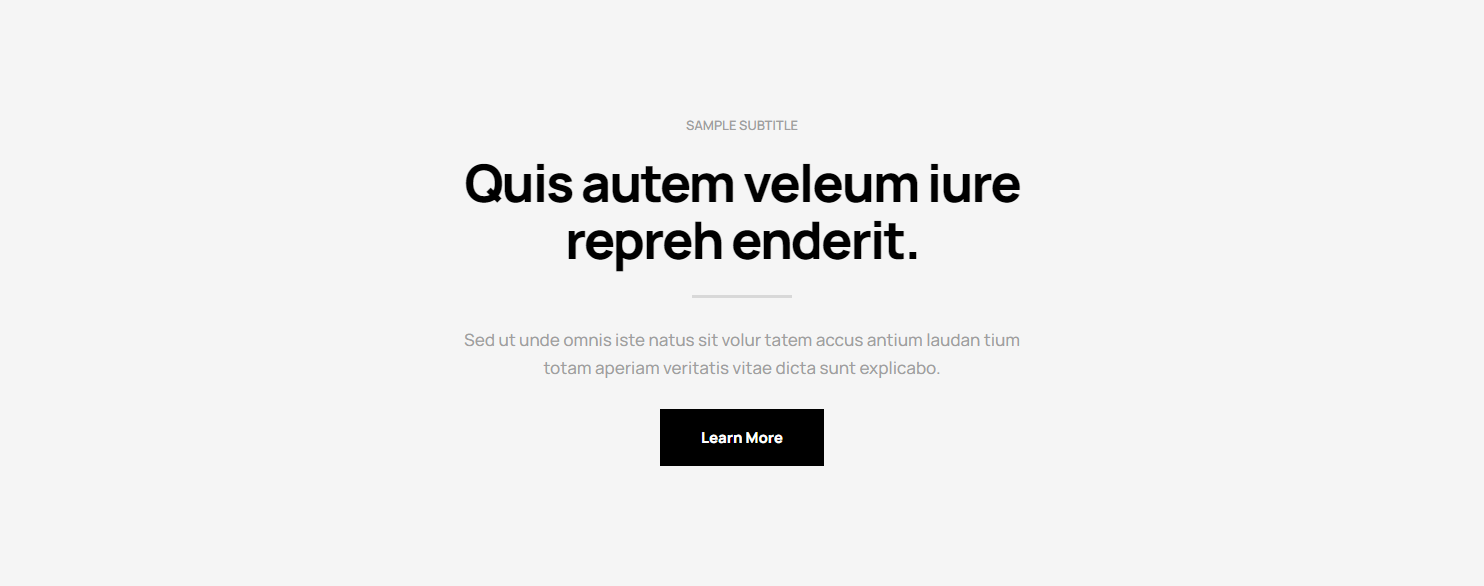 SAMPLE SUBTITLE
Quis autem veleum iure
repreh enderit.
Sed ut unde omnis iste natus sit volur tatem accus antium laudan tium
totam aperiam veritatis vitae dicta sunt explicabo.
Learn More